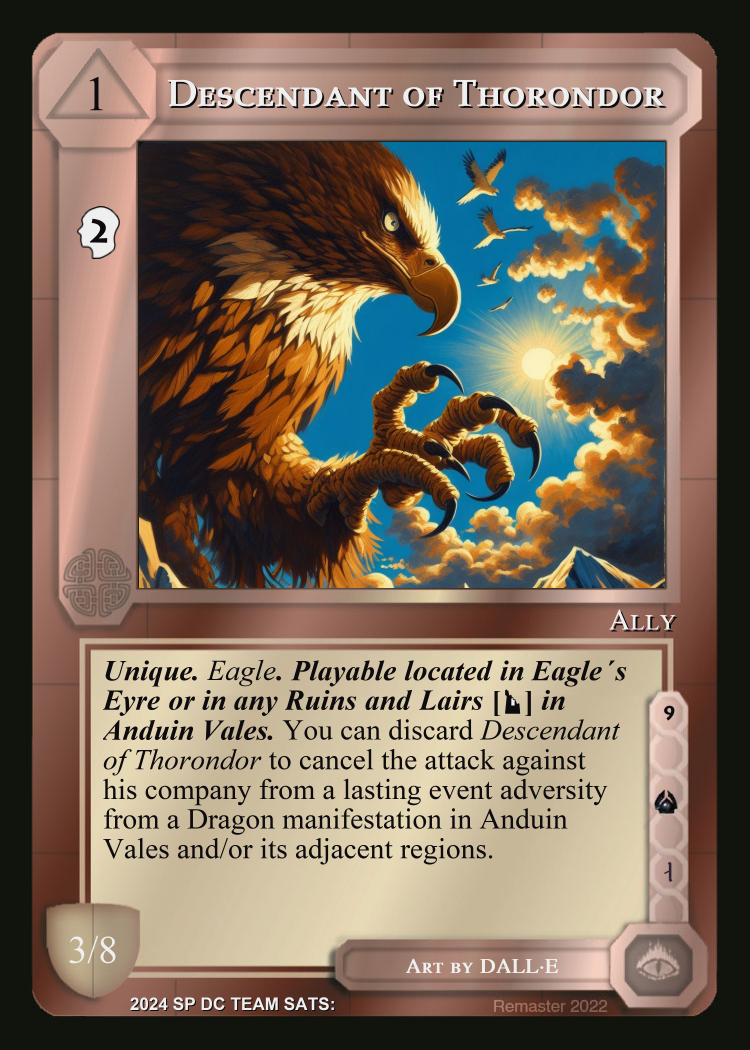 1
Descendant of Thorondor
2
Ally
Unique. Eagle. Playable located in Eagle´s
Eyre or in any Ruins and Lairs [ ] in
Anduin Vales. You can discard Descendant
of Thorondor to cancel the attack against
his company from a lasting event adversity
from a Dragon manifestation in Anduin
Vales and/or its adjacent regions.
9
3/8
Art by DALL·E
2024 SP DC TEAM SATS:
Remaster 2022